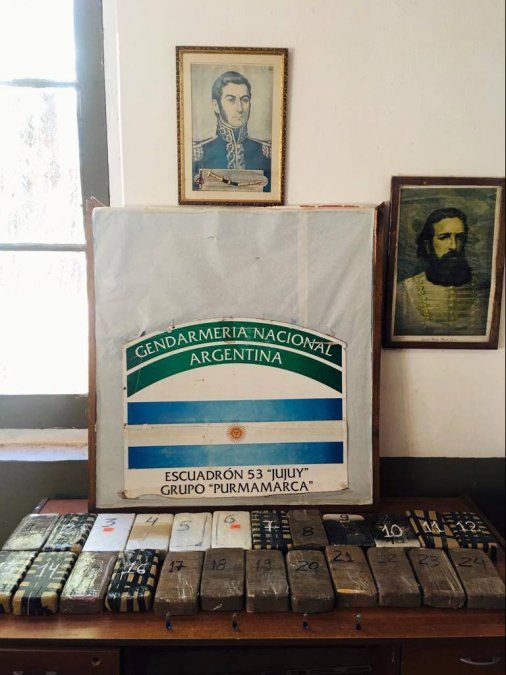 GENDARMERIA NACIONAL
ARGENTINA
ESCUADRÓN 53 "JUJUY"
GRUPO "PURMAMARCA"
3 4 5 6 7 8 9 10 11 12
14 16 17 18 19 20 21 22 23 24